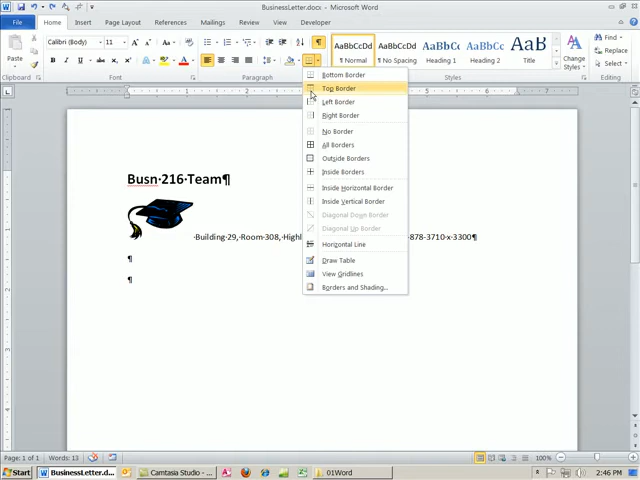 BusinessLetter.docx - Microsoft Word
File Home Insert Page Layout References Mailings Review View Developer
Calibri (Body) 12 Find
AaBbCcDd AaBbCcDd AaBbC AaBbCc Replace
¶ Normal ¶ No Spacing Heading 1 Heading 2 Change Styles Select
Clipboard Font Paragraph Styles Editing
Paste
Bottom Border
Top Border
Left Border
Right Border
No Border
All Borders
Outside Borders
Inside Borders
Inside Horizontal Border
Inside Vertical Border
Diagonal Down Border
Diagonal Up Border
Horizontal Line
Draw Table
View Gridlines
Borders and Shading...
Busn·216·Team¶
·Building·29,·Room·308,·Highl 878-3710·x·3300¶
¶
¶
Page: 1 of 1 Words: 13 100%
Start BusinessLetter.d... Camtasia Studio - ... 01Word 2:46 PM